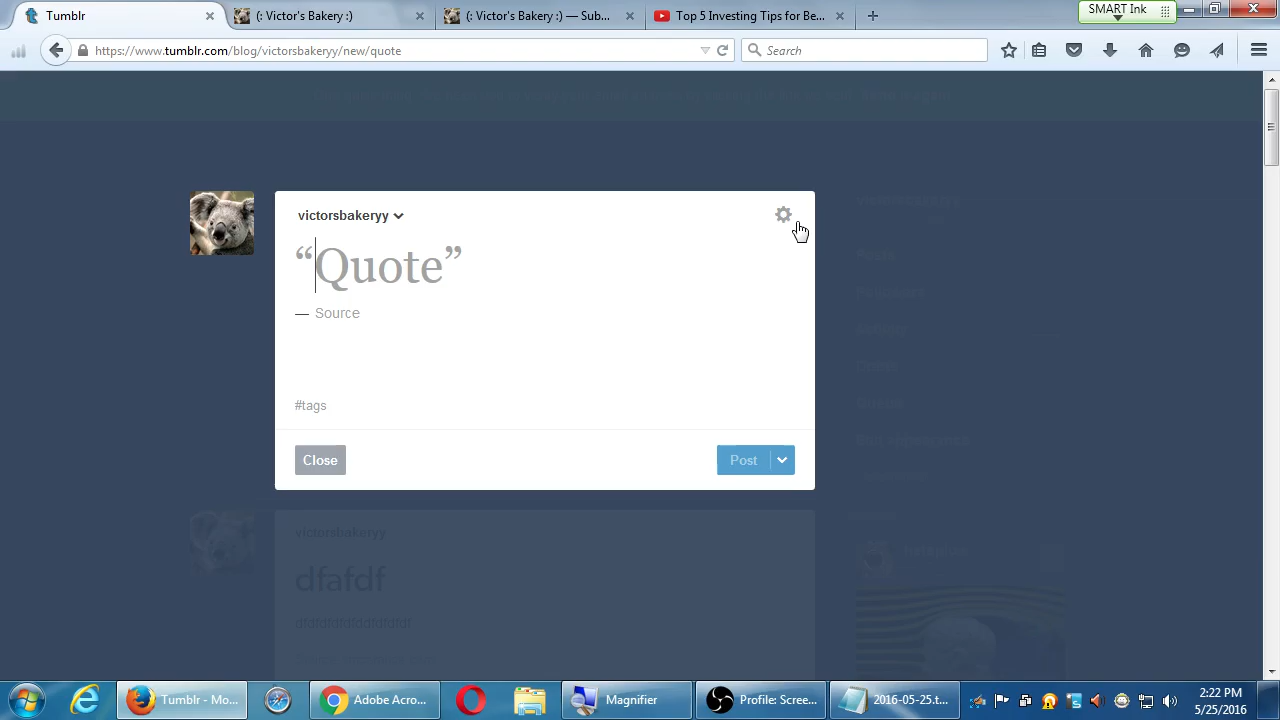 Tumblr
(: Victor's Bakery :)
(: Victor's Bakery :) — Sub...
Top 5 Investing Tips for Be...
SMART Ink
https://www.tumblr.com/blog/victorsbakeryy/new/quote
Search
victorsbakeryy
“Quote”
— Source
#tags
Close
Post
victorsbakeryy
dfafdf
Posts
Tumblr - Mo...
Adobe Acro...
Magnifier
Profile: Scree...
2016-05-25.t...
2:22 PM
5/25/2016